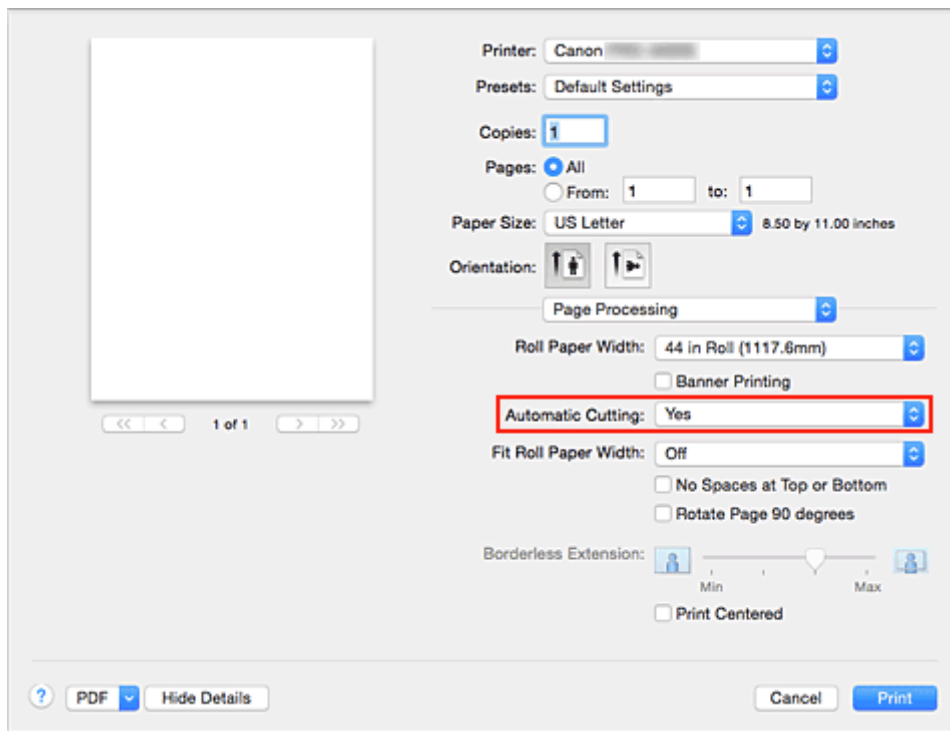 Printer: Canon
Presets: Default Settings
Copies: 1
Pages: All
From: 1 to: 1
Paper Size: US Letter 8.50 by 11.00 inches
Orientation:
Page Processing
Roll Paper Width: 44 in Roll (1117.6mm)
Banner Printing
<< < 1 of 1 > >>
Automatic Cutting: Yes
Fit Roll Paper Width: Off
No Spaces at Top or Bottom
Rotate Page 90 degrees
Borderless Extension:
Min Max
Print Centered
? PDF Hide Details Cancel Print